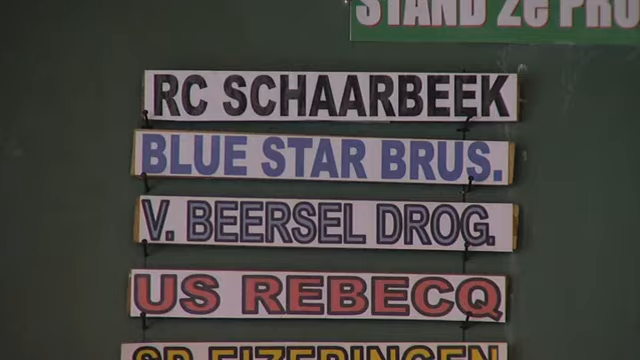 STAND 2e PRO
RC SCHAARBEEK
BLUE STAR BRUS.
V. BEERSEL DROG.
US REBECQ
SP. EIZERINGEN